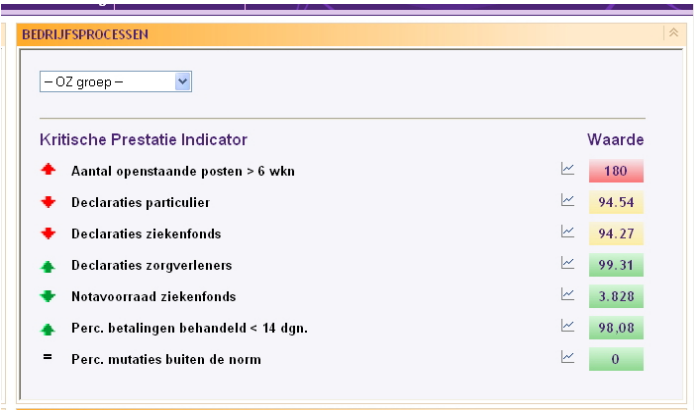 BEDRIJFSPROCESSEN
-- OZ groep --
Kritische Prestatie Indicator Waarde
Aantal openstaande posten > 6 wkn 180
Declaraties particulier 94.54
Declaraties ziekenfonds 94.27
Declaraties zorgverleners 99.31
Notavoorraad ziekenfonds 3.828
Perc. betalingen behandeld < 14 dgn. 98,08
= Perc. mutaties buiten de norm 0